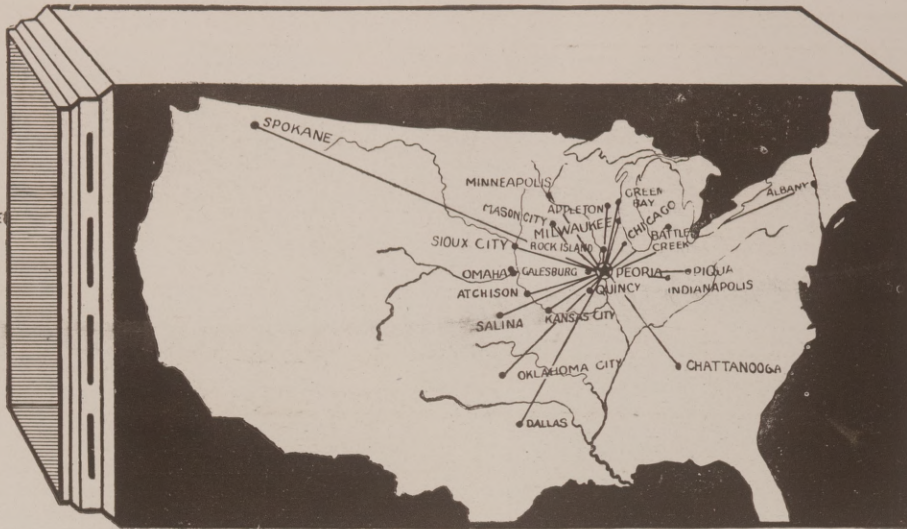 SPOKANE
MINNEAPOLIS
GREEN
BAY
ALBANY
MASON CITY
APPLETON
CHICAGO
MILWAUKEE
BATTLE
CREEK
SIOUX CITY
ROCK ISLAND
OMAHA
GALESBURG
PEORIA
PIQUA
INDIANAPOLIS
ATCHISON
QUINCY
SALINA
KANSAS CITY
OKLAHOMA CITY
CHATTANOOGA
DALLAS